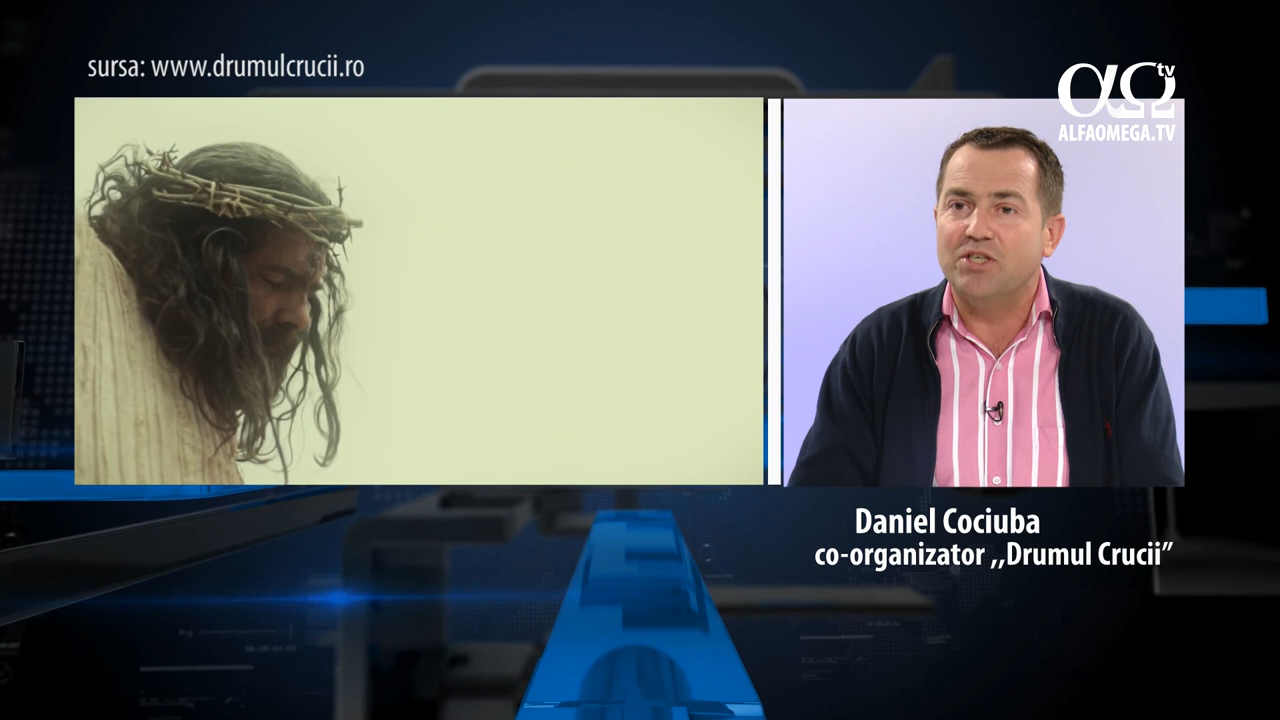 sursa: www.drumulcrucii.ro
αΩ tv
ALFAOMEGA.TV
Daniel Cociuba
co-organizator ,,Drumul Crucii”